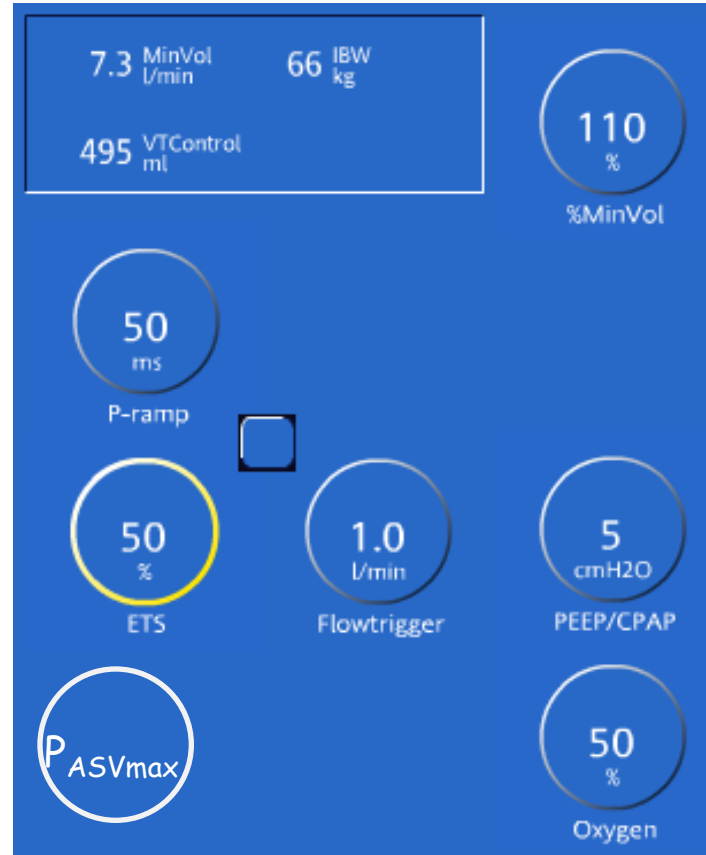 7.3 MinVol l/min
66 IBW kg
495 VTControl ml
110
%
%MinVol
50
ms
P-ramp
50
%
ETS
1.0
l/min
Flowtrigger
5
cmH2O
PEEP/CPAP
PASVmax
50
%
Oxygen